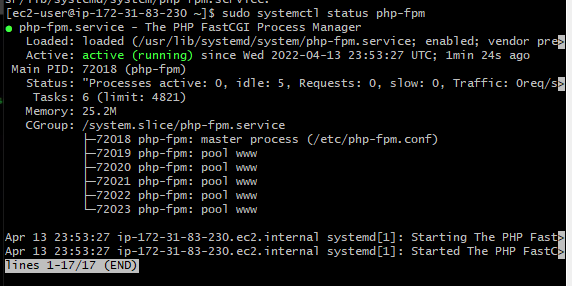 [ec2-user@ip-172-31-83-230 ~]$ sudo systemctl status php-fpm
● php-fpm.service - The PHP FastCGI Process Manager
   Loaded: loaded (/usr/lib/systemd/system/php-fpm.service; enabled; vendor pre>
   Active: active (running) since Wed 2022-04-13 23:53:27 UTC; 1min 24s ago
 Main PID: 72018 (php-fpm)
   Status: "Processes active: 0, idle: 5, Requests: 0, slow: 0, Traffic: 0req/s>
    Tasks: 6 (limit: 4821)
   Memory: 25.2M
   CGroup: /system.slice/php-fpm.service
           ├─72018 php-fpm: master process (/etc/php-fpm.conf)
           ├─72019 php-fpm: pool www
           ├─72020 php-fpm: pool www
           ├─72021 php-fpm: pool www
           ├─72022 php-fpm: pool www
           └─72023 php-fpm: pool www

Apr 13 23:53:27 ip-172-31-83-230.ec2.internal systemd[1]: Starting The PHP Fast>
Apr 13 23:53:27 ip-172-31-83-230.ec2.internal systemd[1]: Started The PHP FastC>
lines 1-17/17 (END)